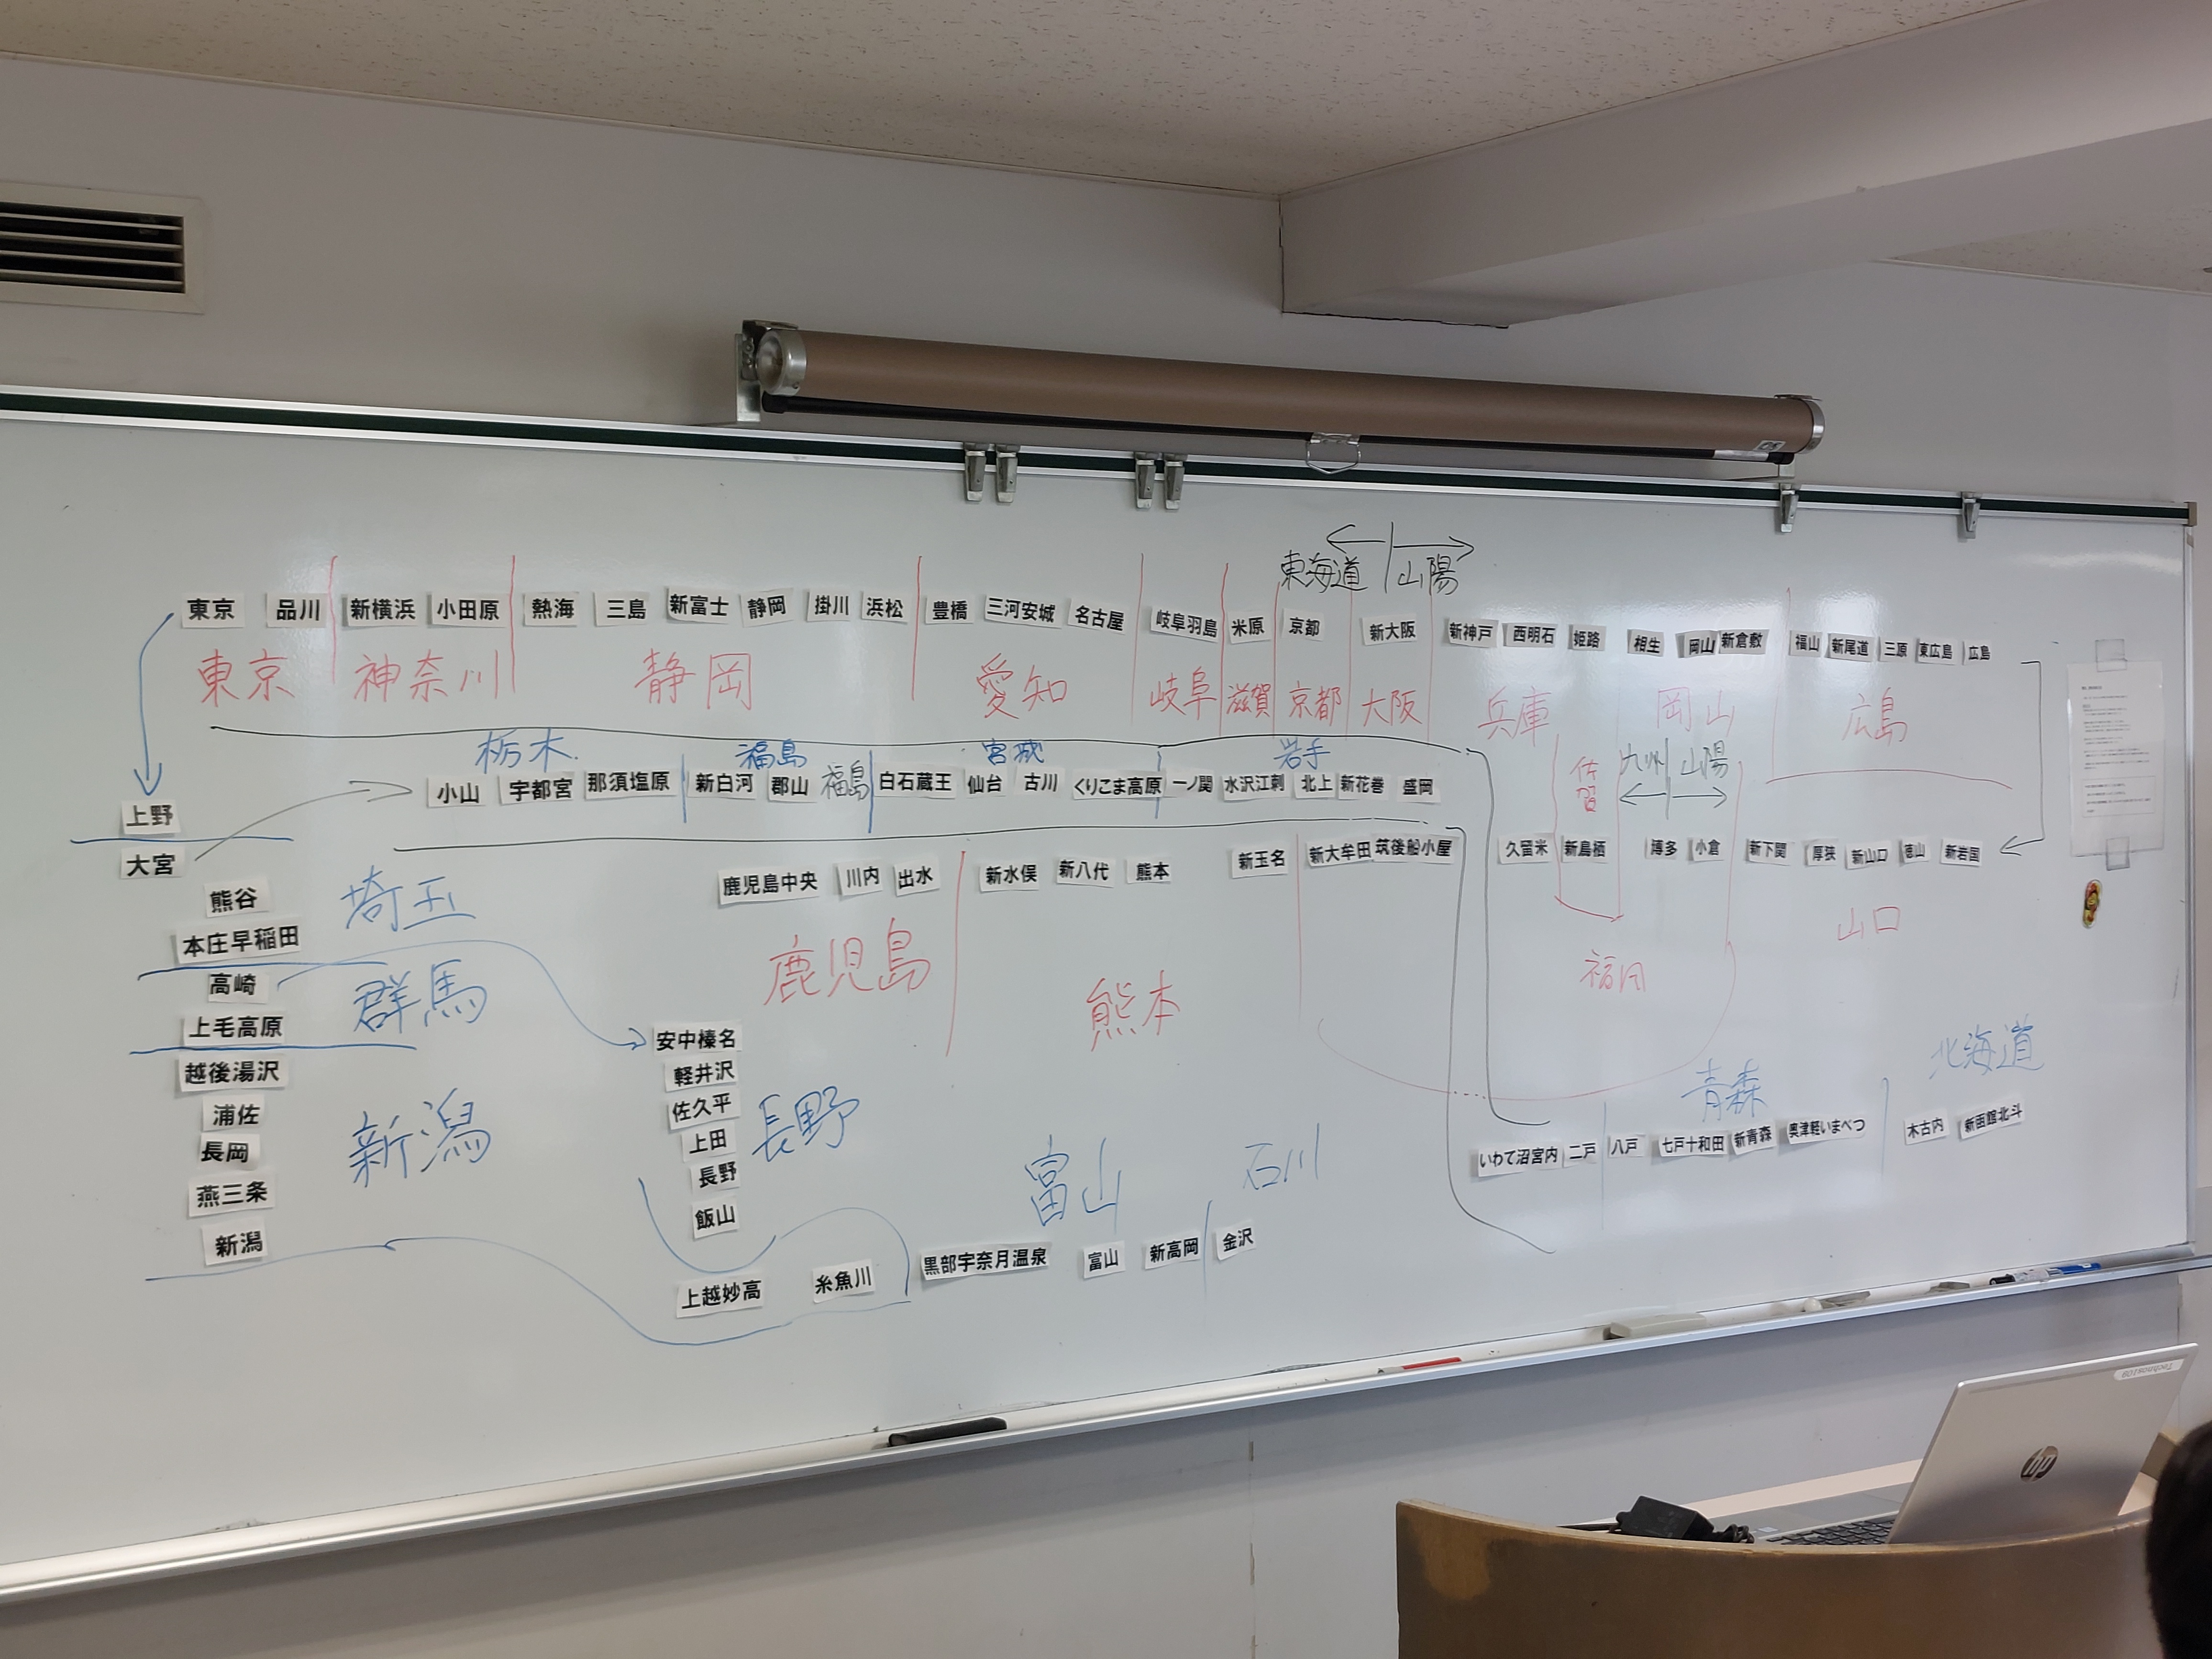 東海道 山陽
東京 品川 新横浜 小田原 熱海 三島 新富士 静岡 掛川 浜松 豊橋 三河安城 名古屋 岐阜羽島 米原 京都 新大阪 新神戸 西明石 姫路 相生 岡山 新倉敷 福山 新尾道 三原 東広島 広島
東京 神奈川 静岡 愛知 岐阜 滋賀 京都 大阪 兵庫 岡山 広島
栃木 福島 宮城 岩手
佐賀 九州 山陽
小山 宇都宮 那須塩原 新白河 郡山 福島 白石蔵王 仙台 古川 くりこま高原 一ノ関 水沢江刺 北上 新花巻 盛岡
上野
大宮
鹿児島中央 川内 出水 新水俣 新八代 熊本 新玉名 新大牟田 筑後船小屋 久留米 新鳥栖 博多 小倉 新下関 厚狭 新山口 徳山 新岩国
鹿児島 熊本 福岡 山口
熊谷
本庄早稲田
埼玉
高崎
上毛高原
群馬
越後湯沢
浦佐
長岡
燕三条
新潟
新潟
安中榛名
軽井沢
佐久平
上田
長野
飯山
長野
上越妙高 糸魚川 黒部宇奈月温泉 富山 新高岡 金沢
富山 石川
青森 北海道
いわて沼宮内 二戸 八戸 七戸十和田 新青森 奥津軽いまべつ 木古内 新函館北斗
hp